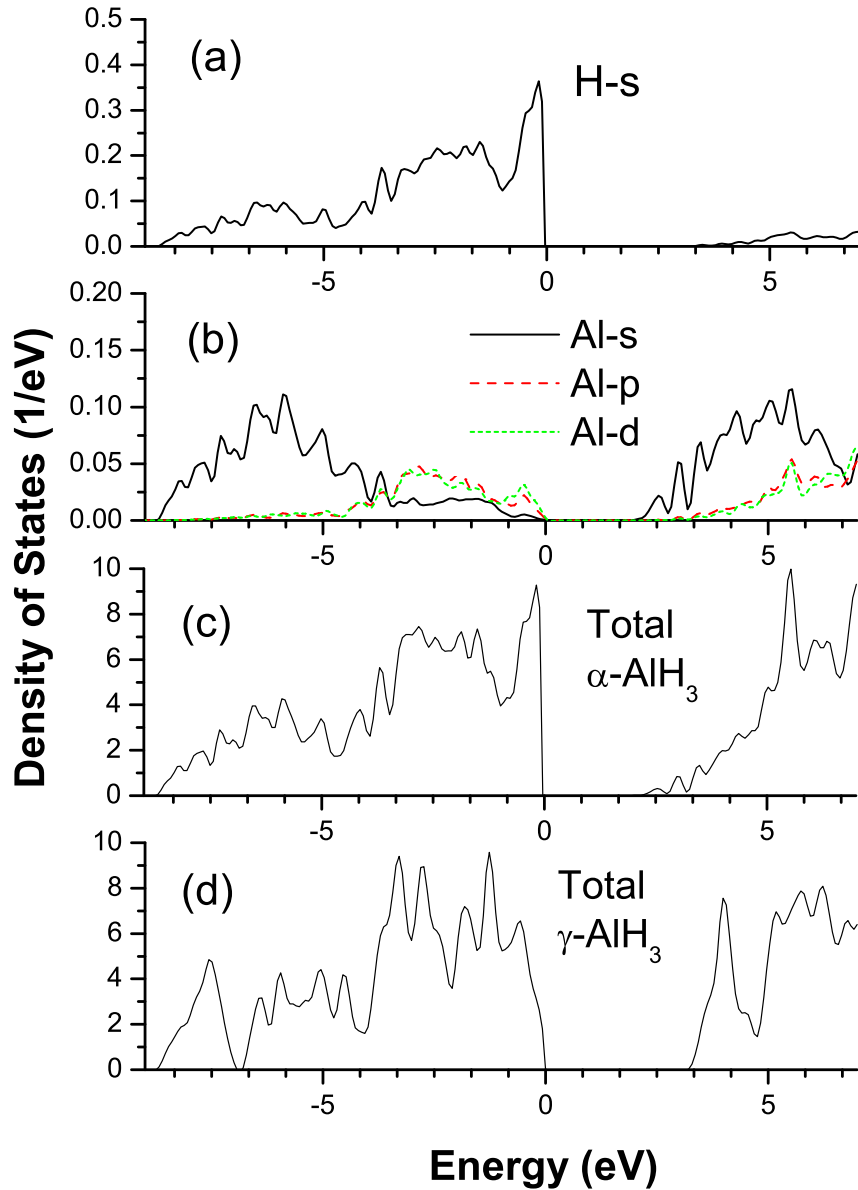 0.5
0.4
0.3
0.2
0.1
0.0
(a)
H-s
-5
0
5
0.20
0.15
0.10
0.05
0.00
(b)
Al-s
Al-p
Al-d
-5
0
5
10
8
6
4
2
0
(c)
Total
α-AlH₃
-5
0
5
10
8
6
4
2
0
(d)
Total
γ-AlH₃
-5
0
5
Density of States (1/eV)
Energy (eV)